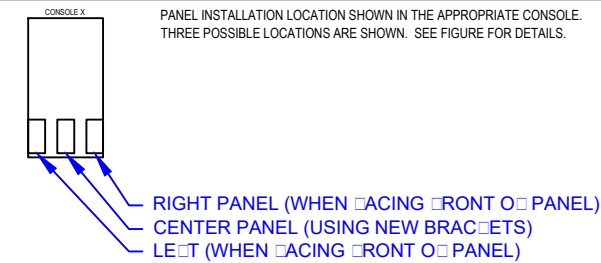 CONSOLE X
PANEL INSTALLATION LOCATION SHOWN IN THE APPROPRIATE CONSOLE.
THREE POSSIBLE LOCATIONS ARE SHOWN. SEE FIGURE FOR DETAILS.
RIGHT PANEL (WHEN □ACING □RONT O□ PANEL)
CENTER PANEL (USING NEW BRAC□ETS)
LE□T (WHEN □ACING □RONT O□ PANEL)